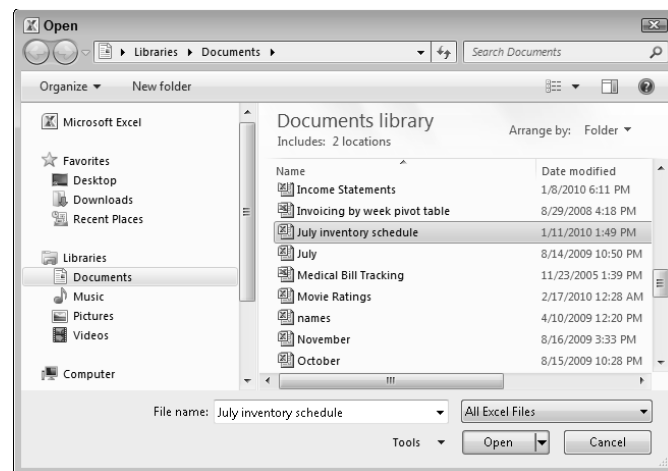 Open
Libraries Documents
Search Documents
Organize New folder
Microsoft Excel
Favorites
Desktop
Downloads
Recent Places
Libraries
Documents
Music
Pictures
Videos
Computer
Documents library
Includes: 2 locations
Arrange by: Folder
Name Date modified
Income Statements 1/8/2010 6:11 PM
Invoicing by week pivot table 8/29/2008 4:18 PM
July inventory schedule 1/11/2010 1:49 PM
July 8/14/2009 10:50 PM
Medical Bill Tracking 11/23/2005 1:39 PM
Movie Ratings 2/17/2010 12:28 AM
names 4/10/2009 12:20 PM
November 8/16/2009 3:33 PM
October 8/15/2009 10:28 PM
File name: July inventory schedule All Excel Files
Tools Open Cancel